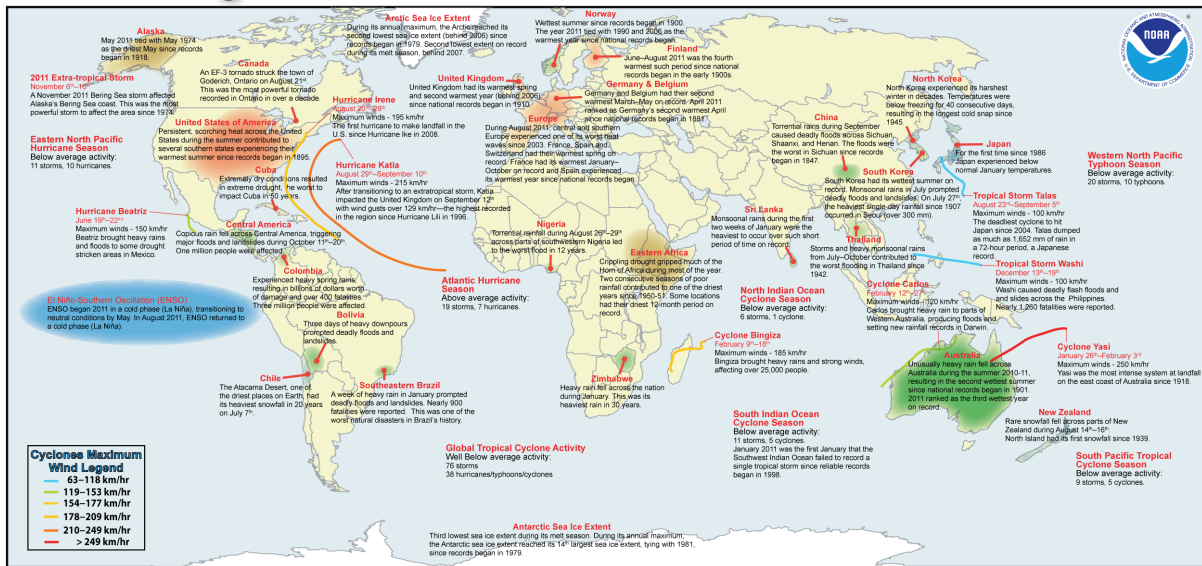 Alaska
May 2011 tied with May 1974
as the driest May since records
began in 1918.
Arctic Sea Ice Extent
During its annual maximum, the Arctic reached its
second lowest sea ice extent (behind 2006) since
records began in 1979. Second lowest extent on record
during its melt season, behind 2007.
Norway
Wettest summer since records began in 1900.
The year 2011 tied with 1990 and 2006 as the
warmest year since national records began.
Finland
June–August 2011 was the fourth
warmest such period since national
records began in the early 1900s.
NATIONAL OCEANIC AND ATMOSPHERIC ADMINISTRATION
U.S. DEPARTMENT OF COMMERCE
NOAA
Canada
An EF-3 tornado struck the town of
Goderich, Ontario on August 21st.
This was the most powerful tornado
recorded in Ontario in over a decade.
2011 Extra-tropical Storm
November 6th–10th
A November 2011 Bering Sea storm affected
Alaska's Bering Sea coast. This was the most
powerful storm to affect the area since 1974.
United Kingdom
United Kingdom had its warmest spring
and second warmest year (behind 2006)
since national records began in 1910.
Germany & Belgium
Germany and Belgium had their second
warmest March–May on record. April 2011
ranked as Germany's second warmest April
since national records began in 1881.
North Korea
North Korea experienced its harshest
winter in decades. Temperatures were
below freezing for 40 consecutive days,
resulting in the longest cold snap since
1945.
Hurricane Irene
August 20th–29th
Maximum winds - 195 km/hr
The first hurricane to make landfall in the
U.S. since Hurricane Ike in 2008.
United States of America
Persistent, scorching heat across the United
States during the summer contributed to
several southern states experiencing their
warmest summer since records began in 1895.
Europe
During August 2011, central and southern
Europe experienced one of its worst heat
waves since 2003. France, Spain and
Switzerland had their warmest spring on
record. France had its warmest January–
October on record and Spain experienced
its warmest year since national records began.
China
Torrential rains during September
caused deadly floods across Sichuan,
Shaanxi, and Henan. The floods were
the worst in Sichuan since records
began in 1847.
Japan
For the first time since 1986
Japan experienced below
normal January temperatures.
Eastern North Pacific
Hurricane Season
Below average activity:
11 storms, 10 hurricanes.
Hurricane Katia
August 29th–September 10th
Maximum winds - 215 km/hr
After transitioning to an extratropical storm, Katia
impacted the United Kingdom on September 12th
with wind gusts over 129 km/hr—the highest recorded
in the region since Hurricane Lili in 1996.
Western North Pacific
Typhoon Season
Below average activity:
20 storms, 10 typhoons.
Cuba
Extremely dry conditions resulted
in extreme drought, the worst to
impact Cuba in 50 years.
South Korea
South Korea had its wettest summer on
record. Monsoonal rains in July prompted
deadly floods and landslides. On July 27th,
the heaviest single-day rainfall since 1907
occurred in Seoul (over 300 mm).
Tropical Storm Talas
August 23rd–September 5th
Maximum winds - 100 km/hr
The deadliest cyclone to hit
Japan since 2004. Talas dumped
as much as 1,652 mm of rain in
a 72-hour period, a Japanese
record.
Hurricane Beatriz
June 19th–22nd
Maximum winds - 150 km/hr
Beatriz brought heavy rains
and floods to some drought
stricken areas in Mexico.
Central America
Copious rain fell across Central America, triggering
major floods and landslides during October 11th–20th.
One million people were affected.
Nigeria
Torrential rainfall during August 26th–29th
across parts of southwestern Nigeria led
to the worst flood in 12 years.
Sri Lanka
Monsoonal rains during the first
two weeks of January were the
heaviest to occur over such short
period of time on record.
Thailand
Storms and heavy monsoonal rains
from July–October contributed to
the worst flooding in Thailand since
1942.
Eastern Africa
Crippling drought gripped much of the
Horn of Africa during most of the year.
Two consecutive seasons of poor
rainfall contributed to one of the driest
years since 1950-51. Some locations
had their driest 12-month period on
record.
Tropical Storm Washi
December 13th–19th
Maximum winds - 100 km/hr
Washi caused deadly flash floods
and slides across the Philippines.
Nearly 1,260 fatalities were reported.
Colombia
Experienced heavy spring rains,
resulting in billions of dollars worth
of damage and over 400 fatalities.
Three million people were affected.
Atlantic Hurricane
Season
Above average activity:
19 storms, 7 hurricanes.
North Indian Ocean
Cyclone Season
Below average activity:
6 storms, 1 cyclone.
Cyclone Carlos
February 12th–27th
Maximum winds - 120 km/hr
Carlos brought heavy rain to parts of
Western Australia, producing floods and
setting new rainfall records in Darwin.
El Niño-Southern Oscillation (ENSO)
ENSO began 2011 in a cold phase (La Niña), transitioning to
neutral conditions by May. In August 2011, ENSO returned to
a cold phase (La Niña).
Bolivia
Three days of heavy downpours
prompted deadly floods and
landslides.
Cyclone Bingiza
February 9th–18th
Maximum winds - 185 km/hr
Bingiza brought heavy rains and strong winds,
affecting over 25,000 people.
Cyclone Yasi
January 26th–February 3rd
Maximum winds - 250 km/hr
Yasi was the most intense system at landfall
on the east coast of Australia since 1918.
Australia
Unusually heavy rain fell across
Australia during the summer 2010-11,
resulting in the second wettest summer
since national records began in 1901.
2011 ranked as the third wettest year
on record.
Chile
The Atacama Desert, one of
the driest places on Earth, had
its heaviest snowfall in 20 years
on July 7th.
Southeastern Brazil
A week of heavy rain in January prompted
deadly floods and landslides. Nearly 900
fatalities were reported. This was one of the
worst natural disasters in Brazil's history.
Zimbabwe
Heavy rain fell across the nation
during January. This was its
heaviest rain in 30 years.
New Zealand
Rare snowfall fell across parts of New
Zealand during August 14th–16th.
North Island had its first snowfall since 1939.
South Indian Ocean
Cyclone Season
Below average activity:
11 storms, 5 cyclones.
January 2011 was the first January that the
Southwest Indian Ocean failed to record a
single tropical storm since reliable records
began in 1998.
Global Tropical Cyclone Activity
Well Below average activity:
76 storms
38 hurricanes/typhoons/cyclones
South Pacific Tropical
Cyclone Season
Below average activity:
9 storms, 5 cyclones.
Cyclones Maximum
Wind Legend
63–118 km/hr
119–153 km/hr
154–177 km/hr
178–209 km/hr
210–249 km/hr
> 249 km/hr
Antarctic Sea Ice Extent
Third lowest sea ice extent during its melt season. During its annual maximum,
the Antarctic sea ice extent reached its 14th largest sea ice extent, tying with 1981,
since records began in 1979.